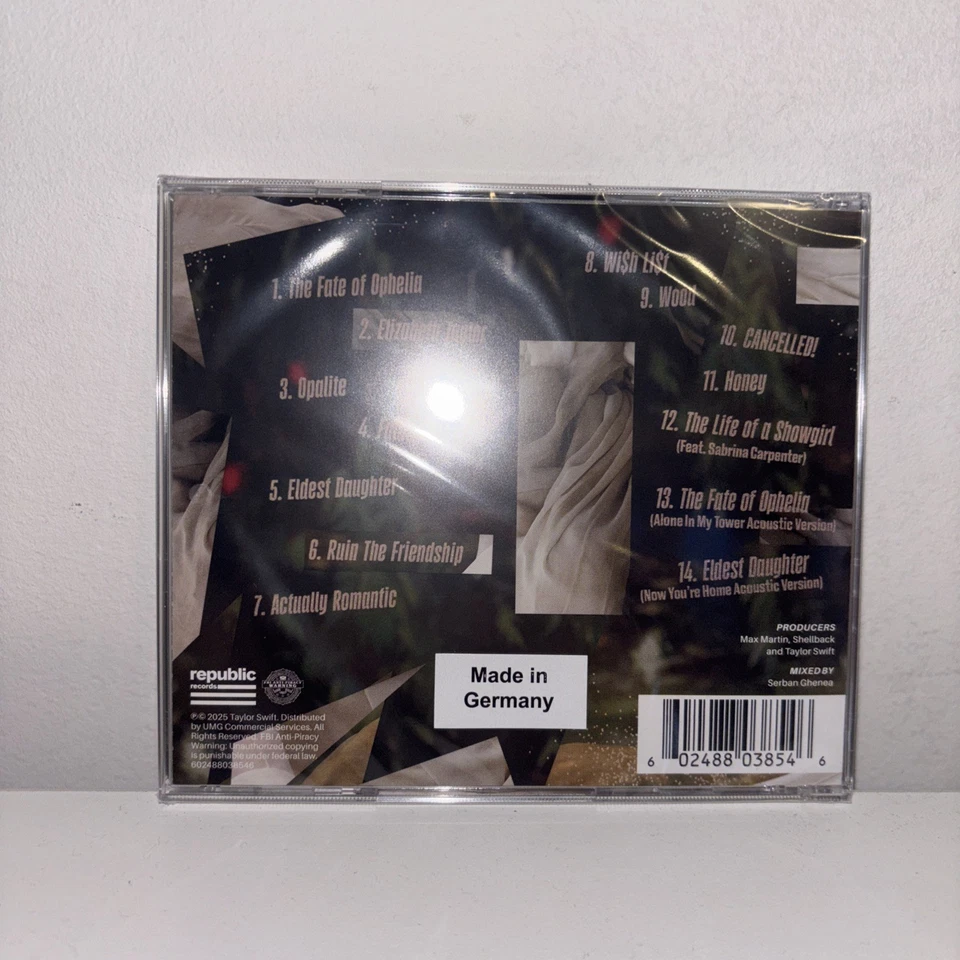 1. The Fate of Ophelia
2. Elizabeth Taylor
3. Opalite
4.
5. Eldest Daughter
6. Ruin The Friendship
7. Actually Romantic
8. Wi$h Li$t
9. Wood
10. CANCELLED!
11. Honey
12. The Life of a Showgirl
(Feat. Sabrina Carpenter)
13. The Fate of Ophelia
(Alone In My Tower Acoustic Version)
14. Eldest Daughter
(Now You're Home Acoustic Version)
PRODUCERS
Max Martin, Shellback
and Taylor Swift
MIXED BY
Serban Ghenea
republic
records
℗© 2025 Taylor Swift. Distributed
by UMG Commercial Services. All
Rights Reserved. FBI Anti-Piracy
Warning: Unauthorized copying
is punishable under federal law.
602488038546
Made in
Germany
6 02488 03854 6